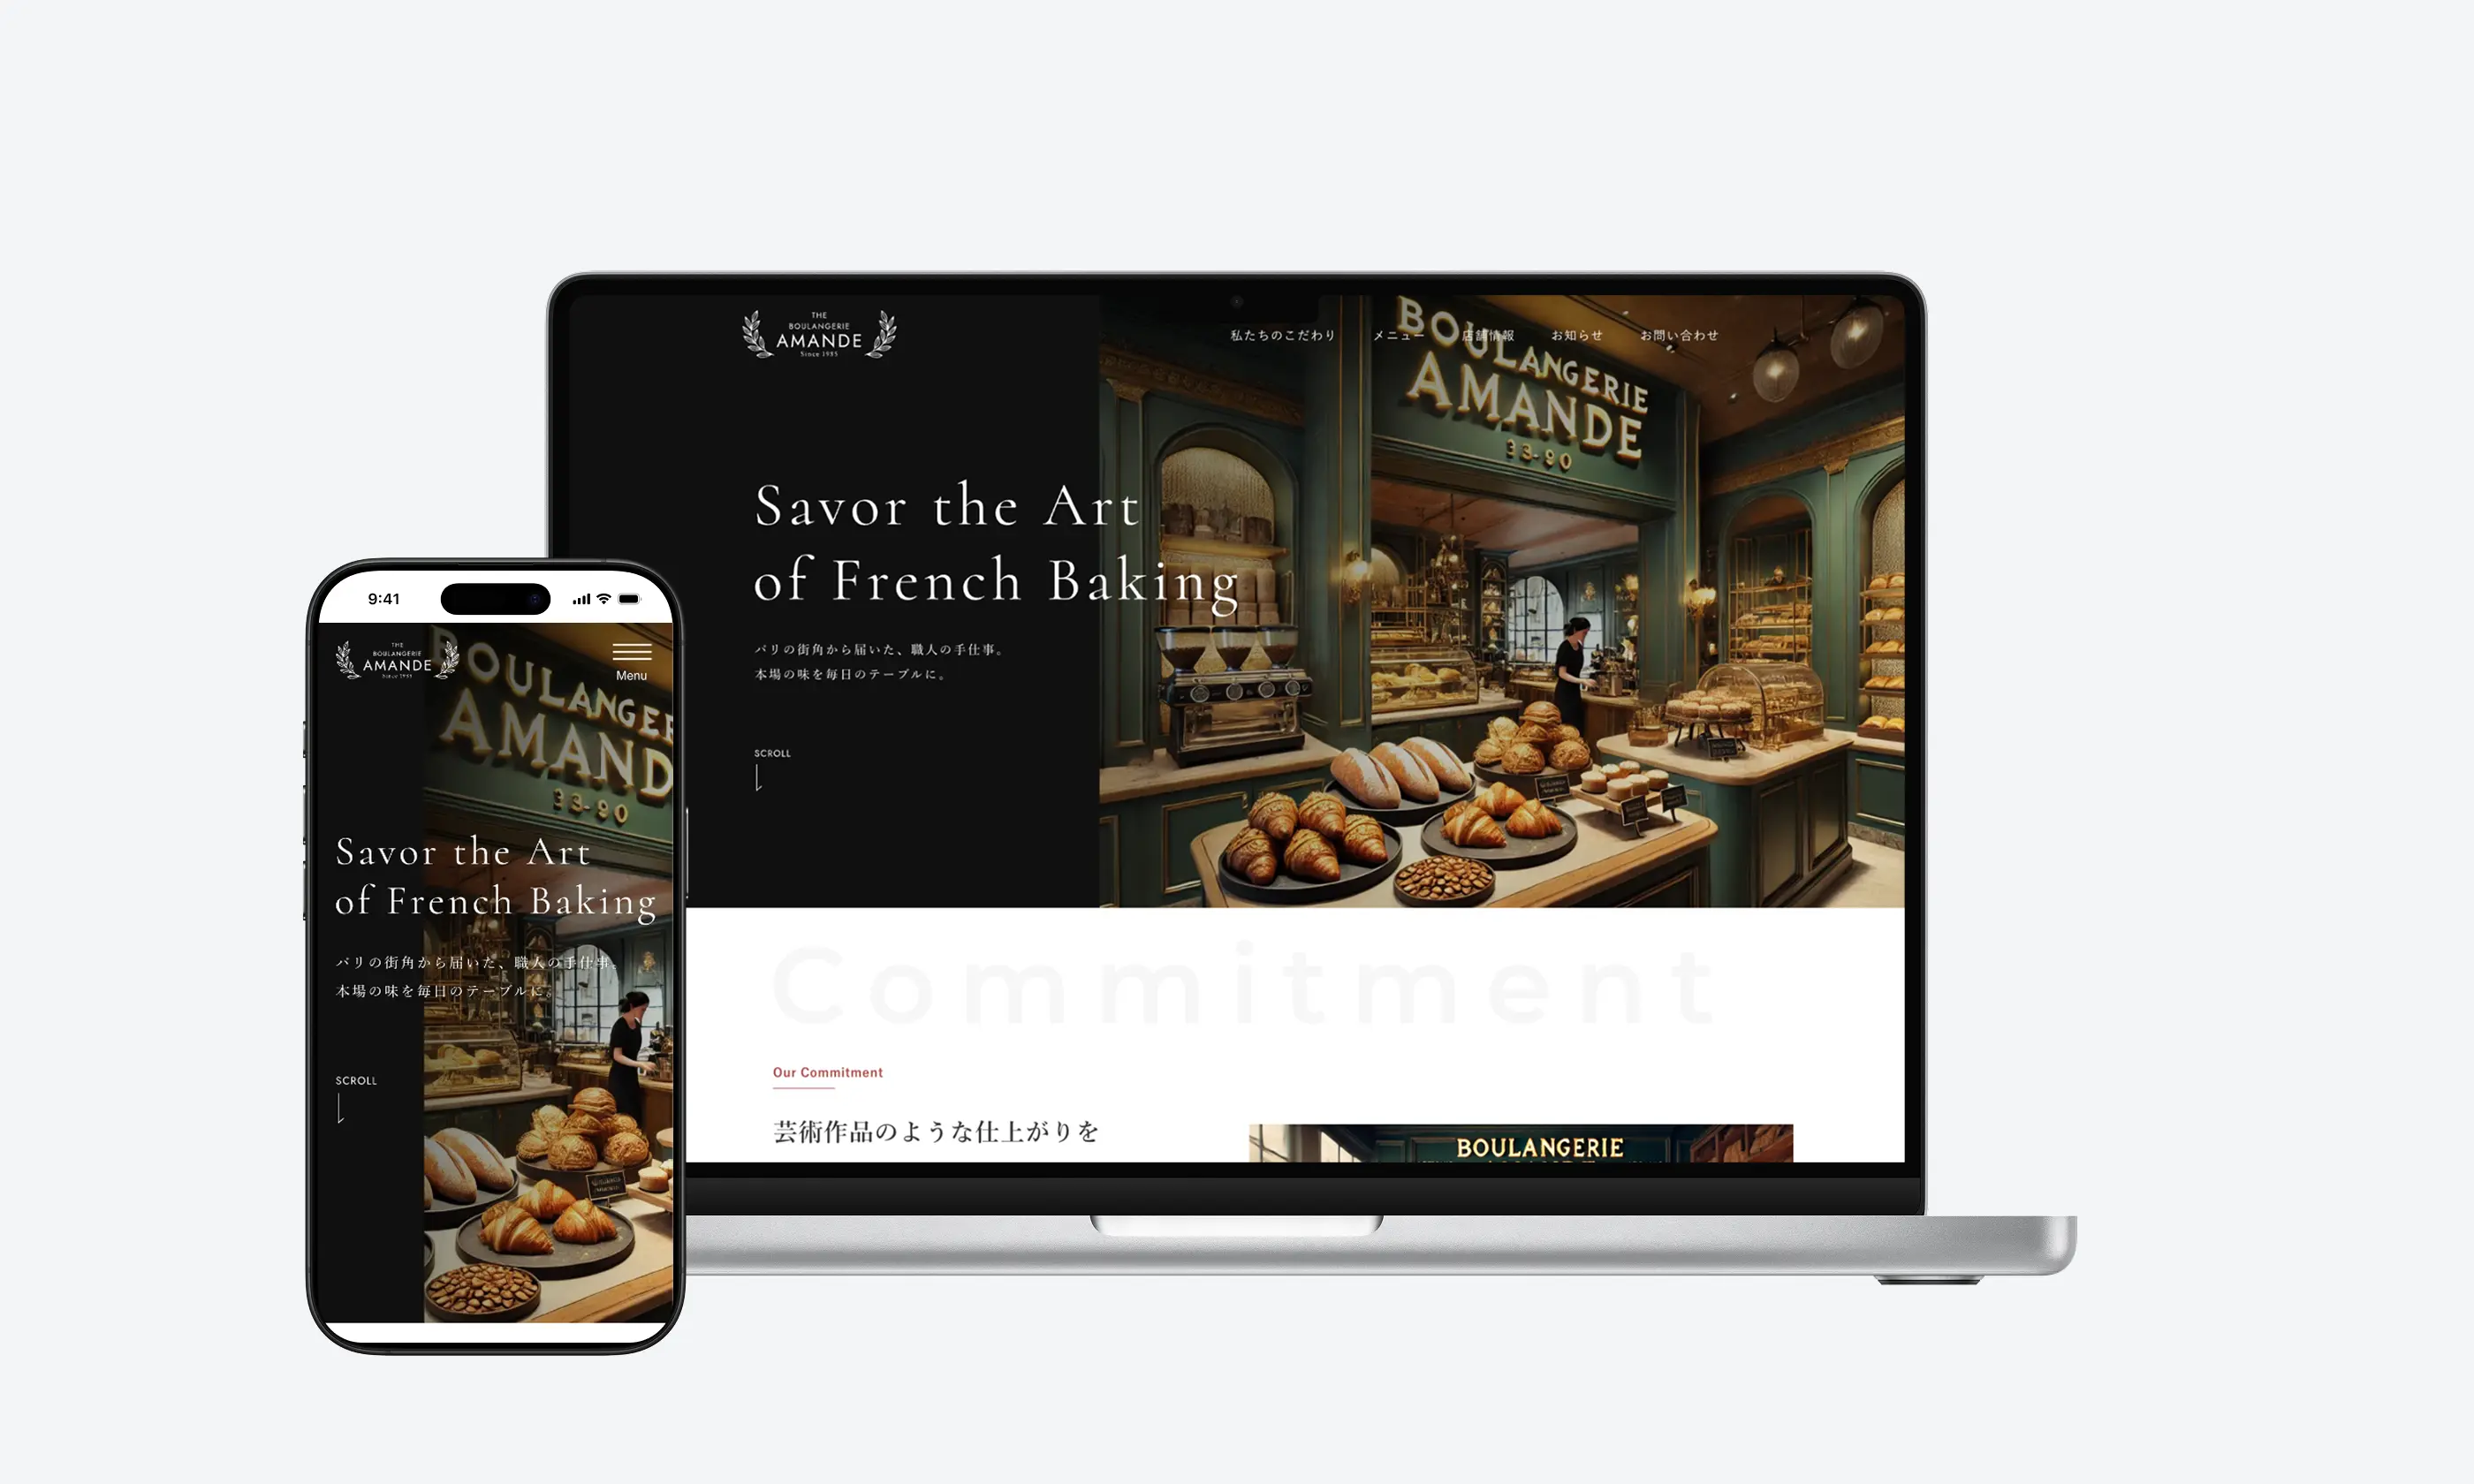 THE
BOULANGERIE
AMANDE
Since 1985
私たちのこだわり
メニュー
店舗情報
お知らせ
お問い合わせ
BOULANGERIE
AMANDE
33-90
Savor the Art
of French Baking
パリの街角から届いた、職人の手仕事。
本場の味を毎日のテーブルに。
SCROLL
Commitment
Our Commitment
芸術作品のような仕上がりを
BOULANGERIE
9:41
THE
BOULANGERIE
AMANDE
Since 1985
Menu
BOULANGER
AMAND
33-90
Savor the Art
of French Baking
パリの街角から届いた、職人の手仕事。
本場の味を毎日のテーブルに。
SCROLL